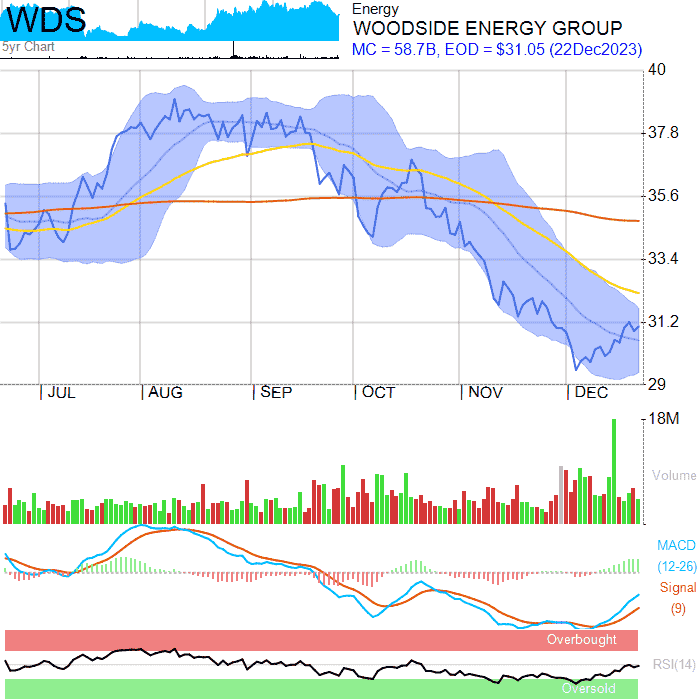 WDS
5yr Chart
Energy
WOODSIDE ENERGY GROUP
MC = 58.7B, EOD = $31.05 (22Dec2023)
40
37.8
35.6
33.4
31.2
29
JUL AUG SEP OCT NOV DEC
18M
Volume
MACD
(12-26)
Signal
(9)
Overbought
RSI(14)
Oversold